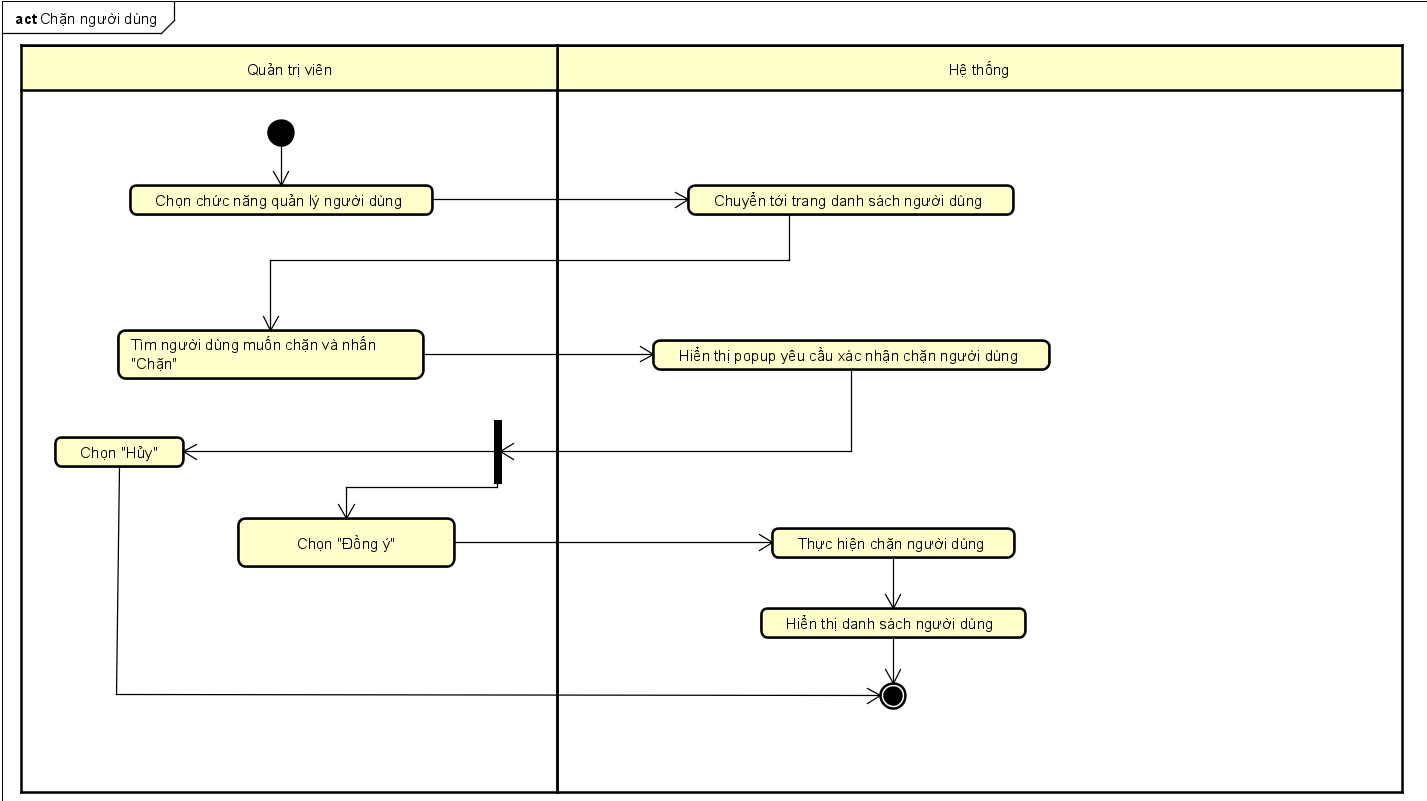 act Chặn người dùng
Quản trị viên
Hệ thống
Chọn chức năng quản lý người dùng
Chuyển tới trang danh sách người dùng
Tìm người dùng muốn chặn và nhấn
"Chặn"
Hiển thị popup yêu cầu xác nhận chặn người dùng
Chọn "Hủy"
Chọn "Đồng ý"
Thực hiện chặn người dùng
Hiển thị danh sách người dùng